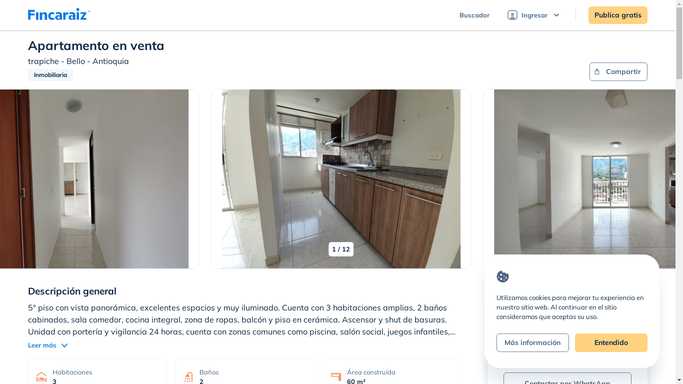 Fincaraiz
Buscador
Ingresar
Publica gratis
Apartamento en venta
trapiche - Bello - Antioquia
Inmobiliaria
Compartir
1 / 12
Descripción general
5° piso con vista panorámica, excelentes espacios y muy iluminado. Cuenta con 3 habitaciones amplias, 2 baños
cabinados, sala comedor, cocina integral, zona de ropas, balcón y piso en cerámica. Ascensor y shut de basuras.
Unidad con portería y vigilancia 24 horas, cuenta con zonas comunes como piscina, salón social, juegos infantiles,...
Leer más
Habitaciones
3
Baños
2
Área construida
60 m²
Utilizamos cookies para mejorar tu experiencia en
nuestro sitio web. Al continuar en el sitio
consideramos que aceptas su uso.
Más información
Entendido
Contactar por WhatsApp